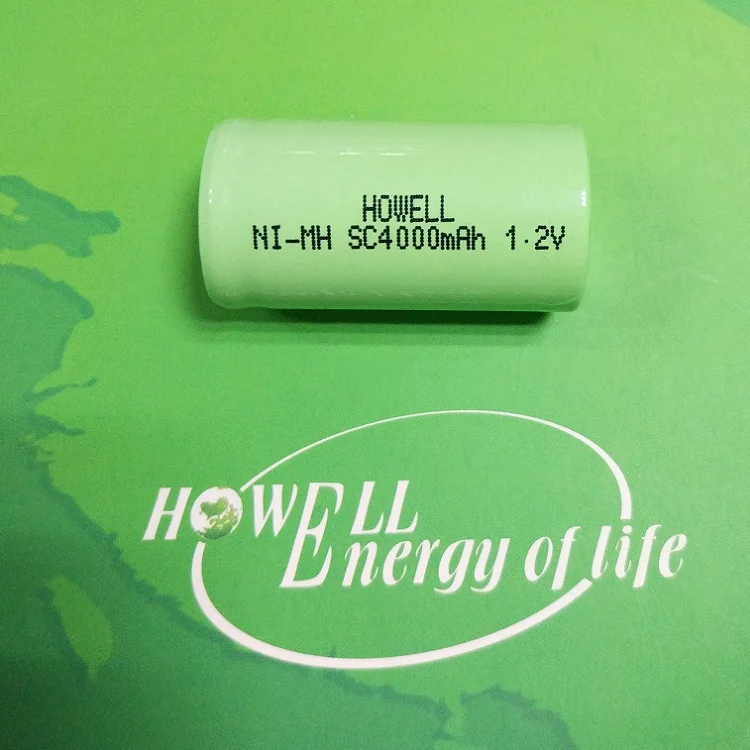 HOWELL
NI-MH SC4000mAh 1.2V
HOWELL
Energy of life